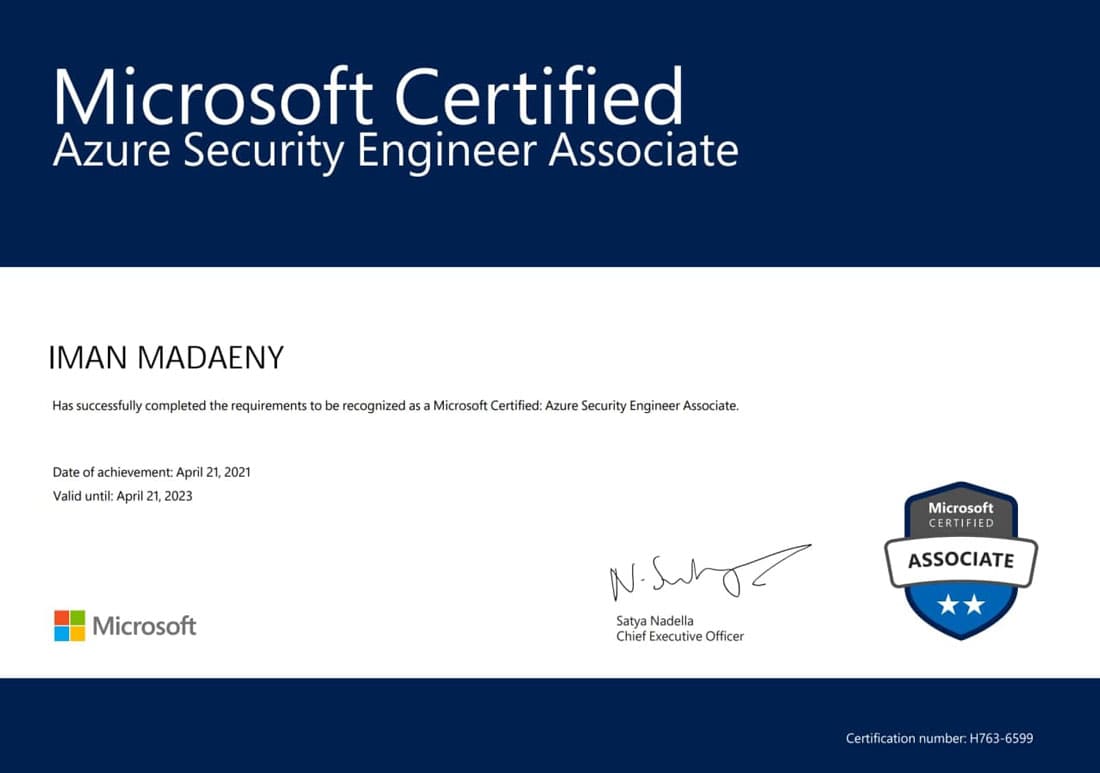 Microsoft Certified
Azure Security Engineer Associate
IMAN MADAENY
Has successfully completed the requirements to be recognized as a Microsoft Certified: Azure Security Engineer Associate.
Date of achievement: April 21, 2021
Valid until: April 21, 2023
Microsoft
CERTIFIED
ASSOCIATE
N. Satya
Satya Nadella
Chief Executive Officer
Microsoft
Certification number: H763-6599